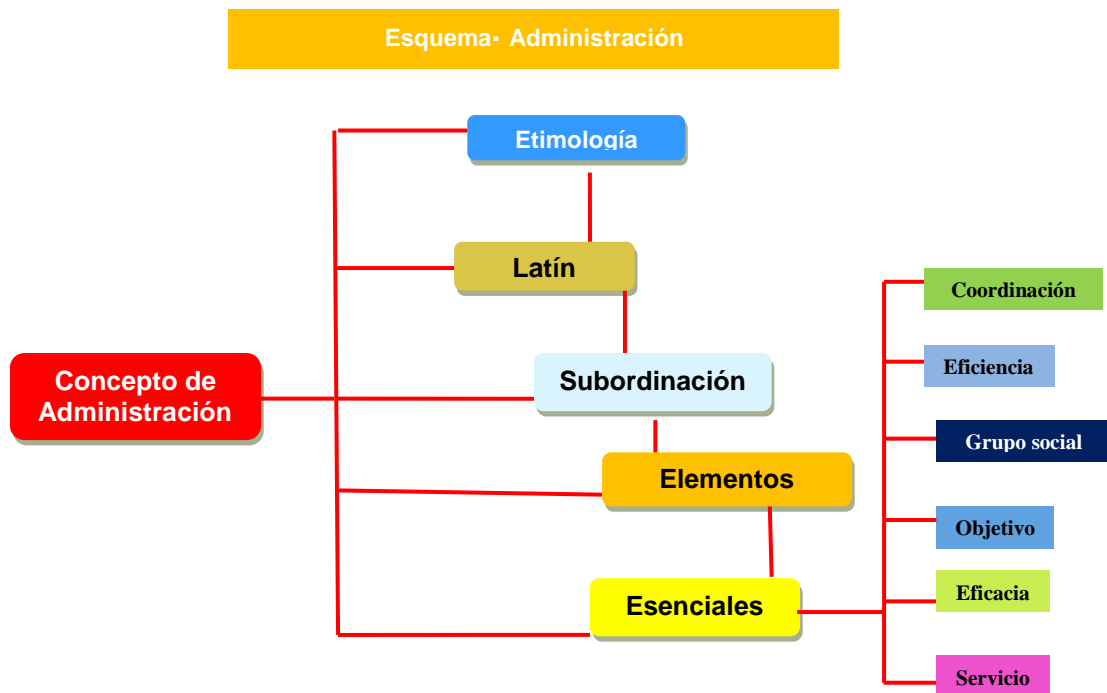 Esquema· Administración
Etimología
Latín
Subordinación
Elementos
Esenciales
Concepto de
Administración
Coordinación
Eficiencia
Grupo social
Objetivo
Eficacia
Servicio